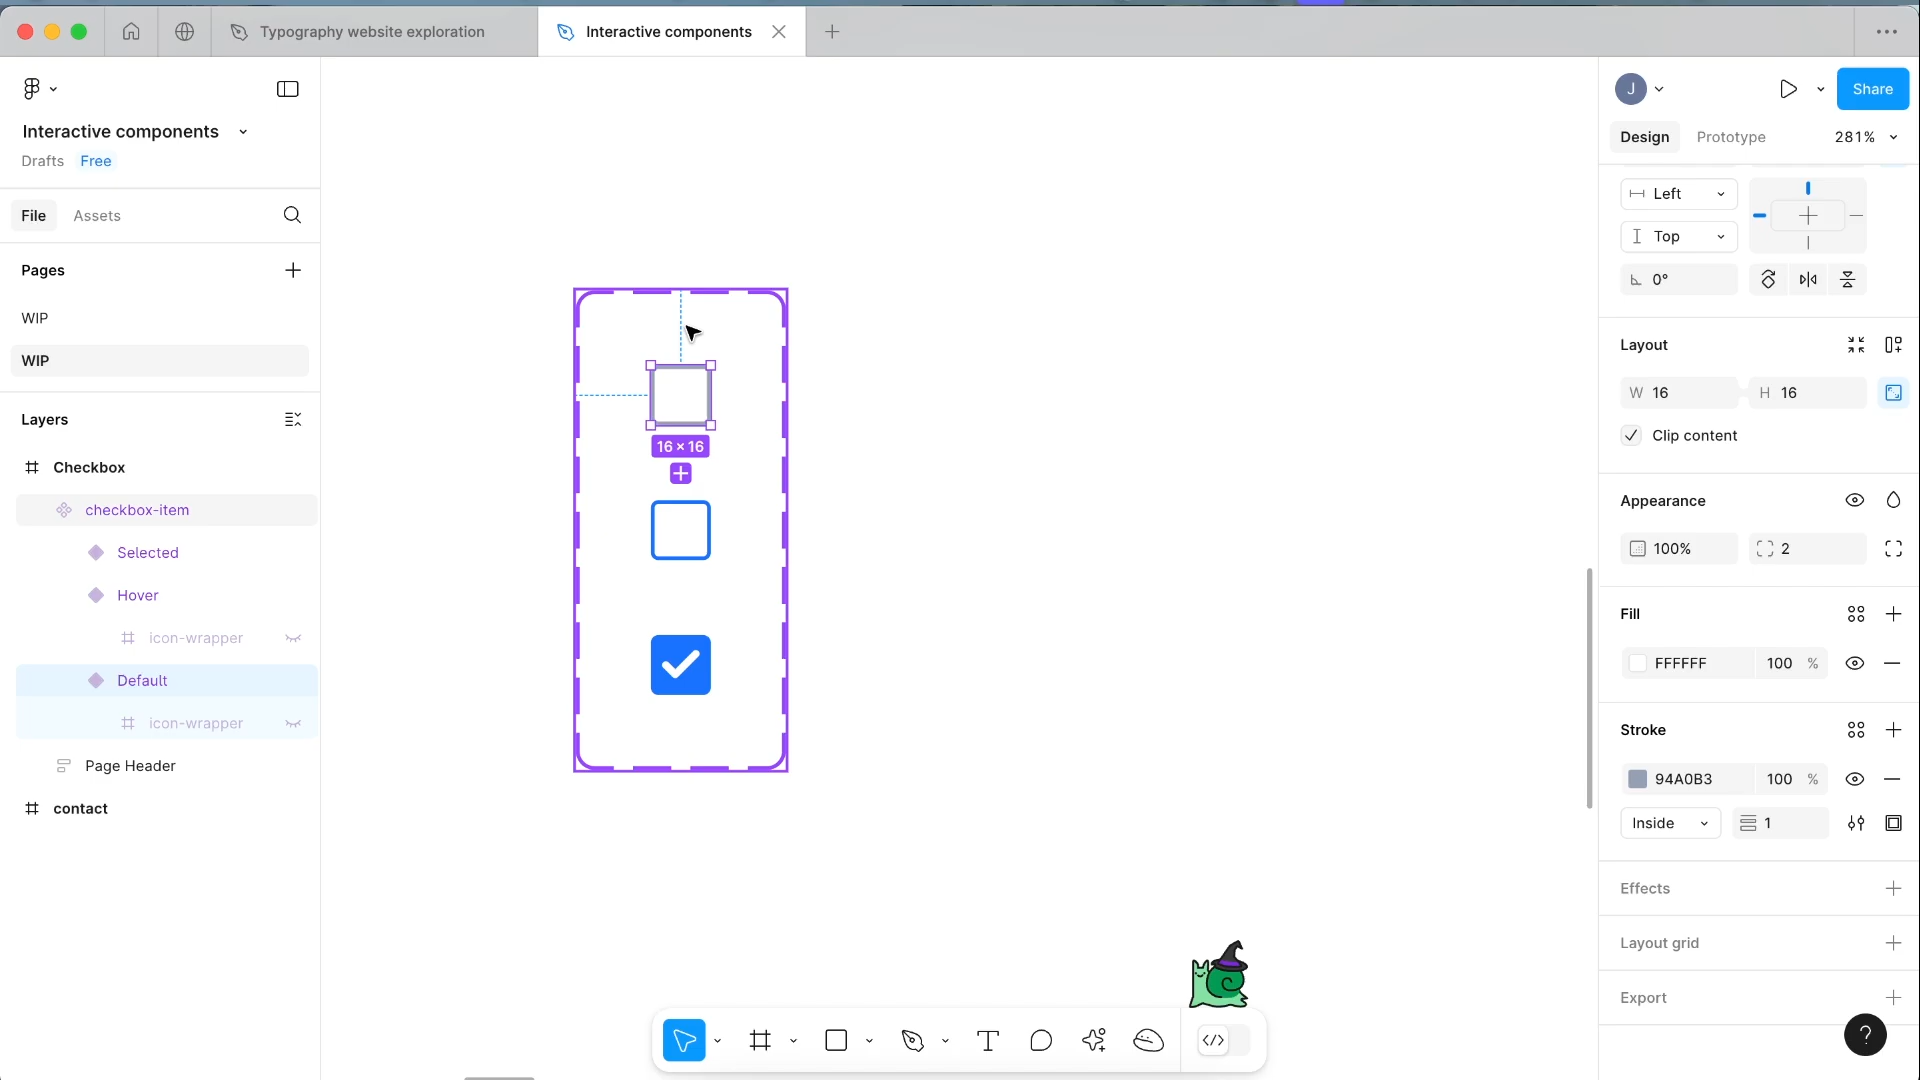 Typography website exploration
Interactive components
Interactive components
Drafts Free
File Assets
Pages
WIP
WIP
Layers
Checkbox
checkbox-item
Selected
Hover
icon-wrapper
Default
icon-wrapper
Page Header
contact
16 × 16
J
Share
Design Prototype 281%
Left
Top
0°
Layout
W 16 H 16
Clip content
Appearance
100% 2
Fill
FFFFFF 100 %
Stroke
94A0B3 100 %
Inside 1
Effects
Layout grid
Export
?